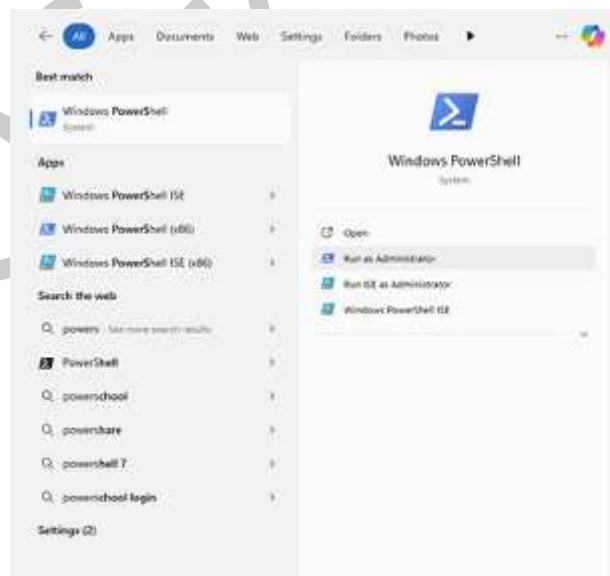 All Apps Documents Web Settings Folders Photos
Best match
Windows PowerShell
System
Apps
Windows PowerShell ISE
Windows PowerShell (x86)
Windows PowerShell ISE (x86)
Search the web
powers - See more search results
PowerShell
powerschool
powershare
powershell 7
powerschool login
Settings (2)
Windows PowerShell
System
Open
Run as Administrator
Run ISE as Administrator
Windows PowerShell ISE